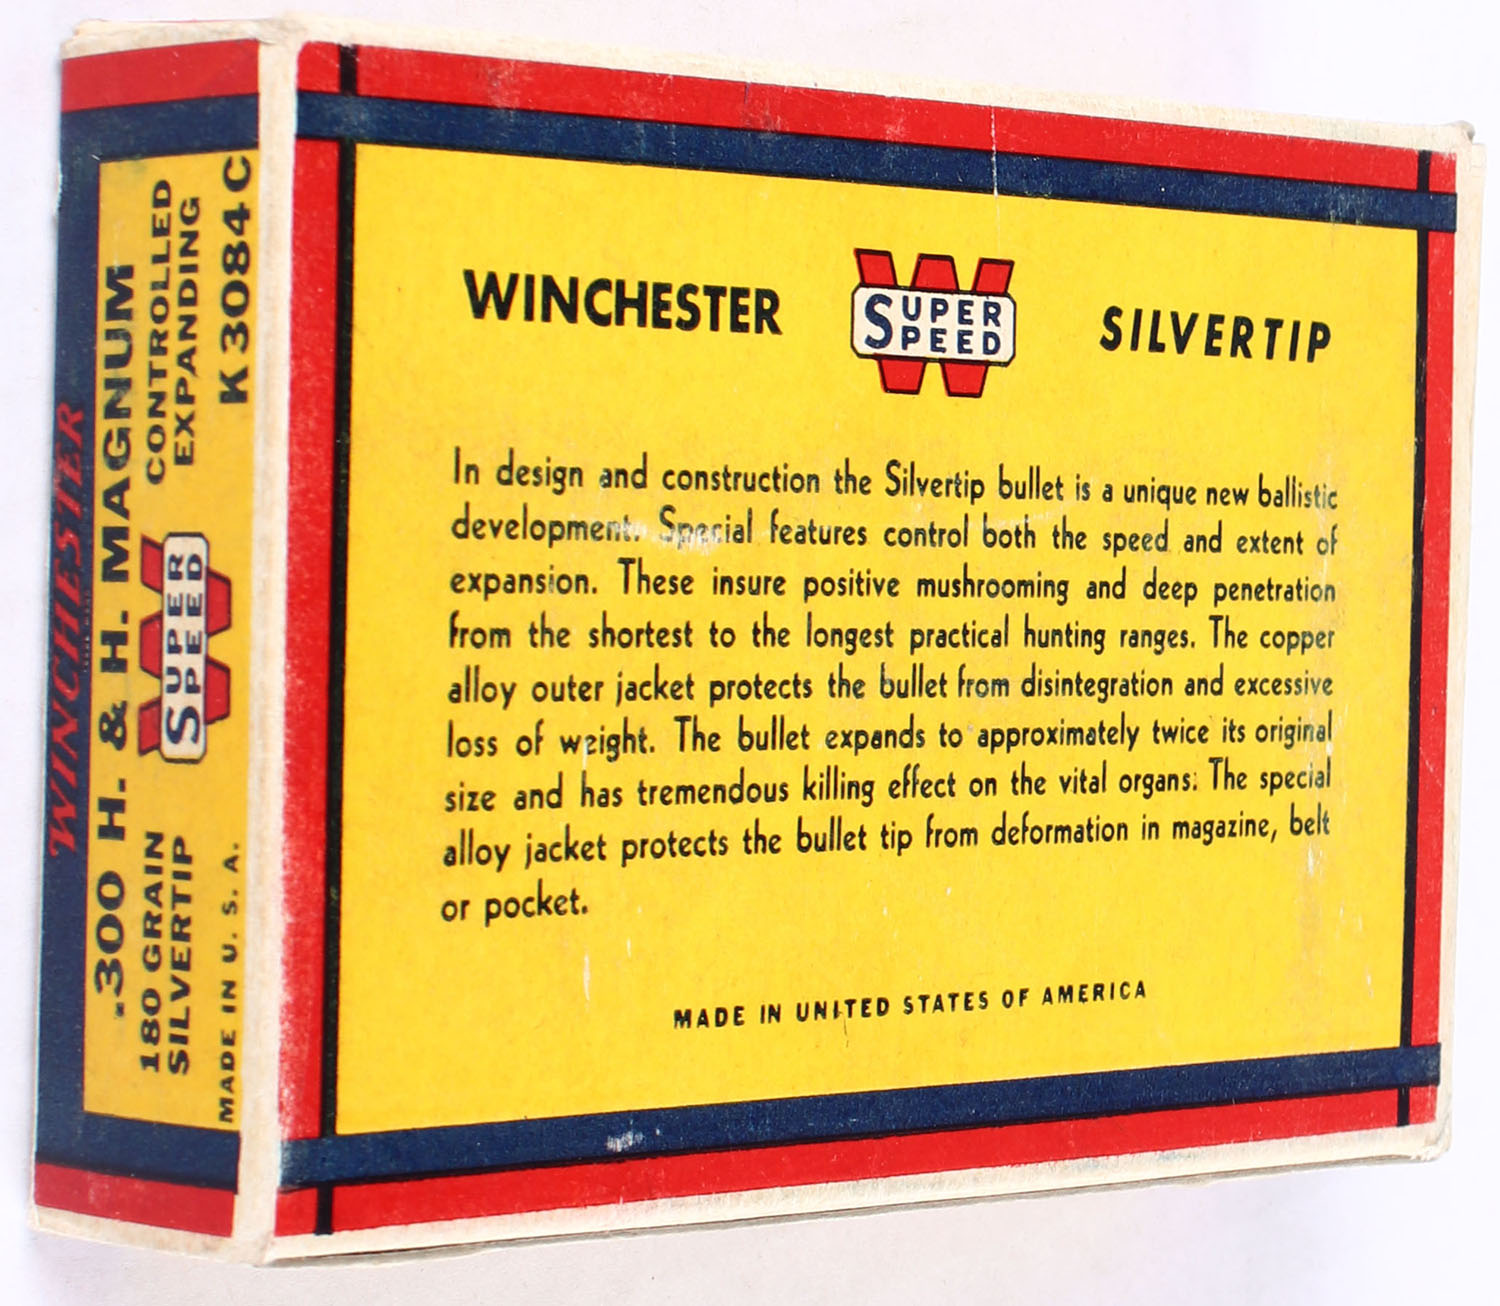 WINCHESTER
.300 H. & H. MAGNUM
180 GRAIN
SILVERTIP
SUPER
SPEED
CONTROLLED
EXPANDING
MADE IN U. S. A.
K3084C
WINCHESTER
SUPER
SPEED
SILVERTIP
In design and construction the Silvertip bullet is a unique new ballistic
development. Special features control both the speed and extent of
expansion. These insure positive mushrooming and deep penetration
from the shortest to the longest practical hunting ranges. The copper
alloy outer jacket protects the bullet from disintegration and excessive
loss of weight. The bullet expands to approximately twice its original
size and has tremendous killing effect on the vital organs. The special
alloy jacket protects the bullet tip from deformation in magazine, belt
or pocket.
MADE IN UNITED STATES OF AMERICA